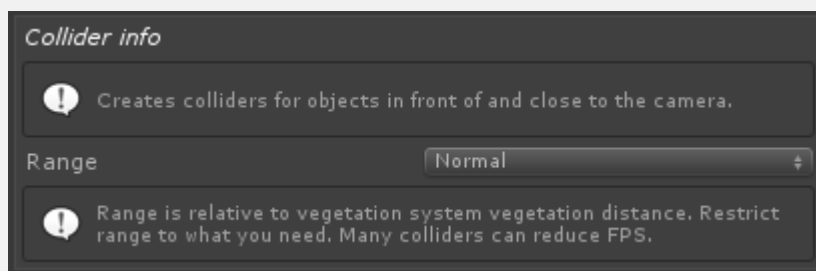 Collider info
Creates colliders for objects in front of and close to the camera.
Range
Normal
Range is relative to vegetation system vegetation distance. Restrict
range to what you need. Many colliders can reduce FPS.